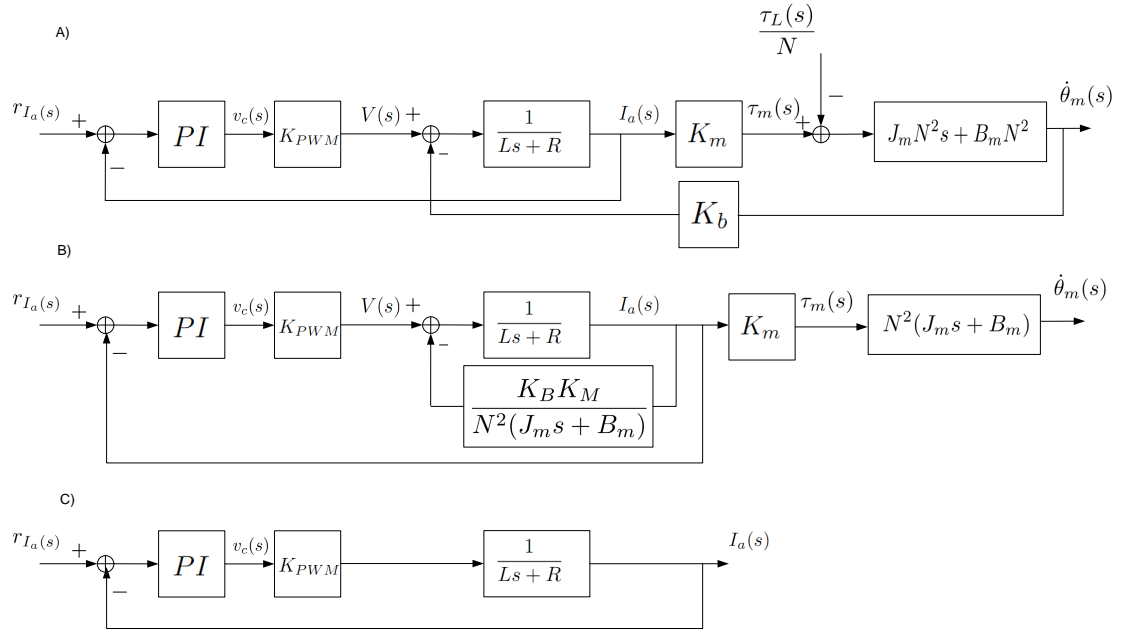 A)
τ_L(s)
N
r_{I_a(s)} + PI v_c(s) K_{PWM} V(s) + 1 I_a(s) K_m τ_m(s) + − J_m N^2 s + B_m N^2 θ̇_m(s)
Ls + R
− -
K_b
B)
r_{I_a(s)} + PI v_c(s) K_{PWM} V(s) + 1 I_a(s) K_m τ_m(s) N^2(J_m s + B_m) θ̇_m(s)
Ls + R
− -
K_B K_M
N^2(J_m s + B_m)
C)
r_{I_a(s)} + PI v_c(s) K_{PWM} 1 I_a(s)
Ls + R
−